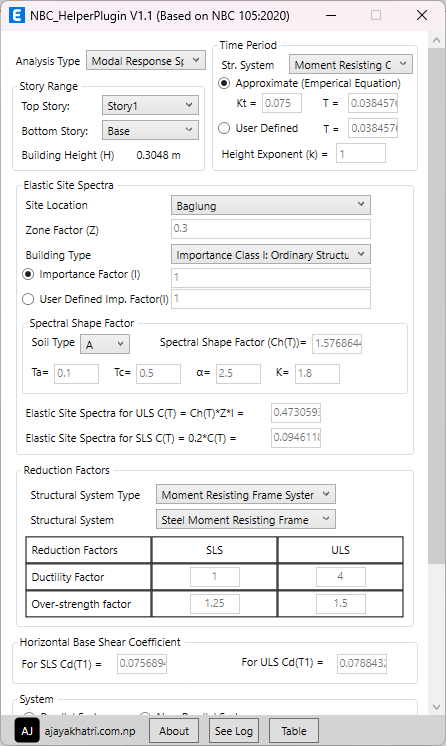 NBC_HelperPlugin V1.1 (Based on NBC 105:2020)
Analysis Type
Modal Response Sp
Story Range
Top Story:
Story1
Bottom Story:
Base
Building Height (H)
0.3048 m
Time Period
Str. System
Moment Resisting C
Approximate (Emperical Equation)
Kt =
0.075
T =
0.0384576
User Defined
T =
0.0384576
Height Exponent (k) =
1
Elastic Site Spectra
Site Location
Baglung
Zone Factor (Z)
0.3
Building Type
Importance Class I: Ordinary Structu
Importance Factor (I)
1
User Defined Imp. Factor(I)
1
Spectral Shape Factor
Soil Type
A
Spectral Shape Factor (Ch(T))=
1.5768644
Ta=
0.1
Tc=
0.5
α=
2.5
K=
1.8
Elastic Site Spectra for ULS C(T) = Ch(T)*Z*I =
0.4730593
Elastic Site Spectra for SLS C(T) = 0.2*C(T) =
0.0946118
Reduction Factors
Structural System Type
Moment Resisting Frame System
Structural System
Steel Moment Resisting Frame
Reduction Factors SLS ULS
Ductility Factor 1 4
Over-strength factor 1.25 1.5
Horizontal Base Shear Coefficient
For SLS Cd(T1) =
0.0756894
For ULS Cd(T1) =
0.0788432
System
AJ
ajayakhatri.com.np
About
See Log
Table